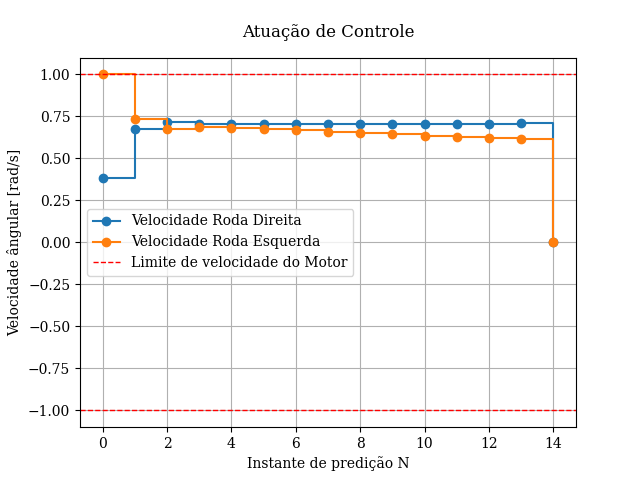 Atuação de Controle
1.00
0.75
0.50
0.25
0.00
−0.25
−0.50
−0.75
−1.00
Velocidade ângular [rad/s]
Velocidade Roda Direita
Velocidade Roda Esquerda
Limite de velocidade do Motor
0 2 4 6 8 10 12 14
Instante de predição N